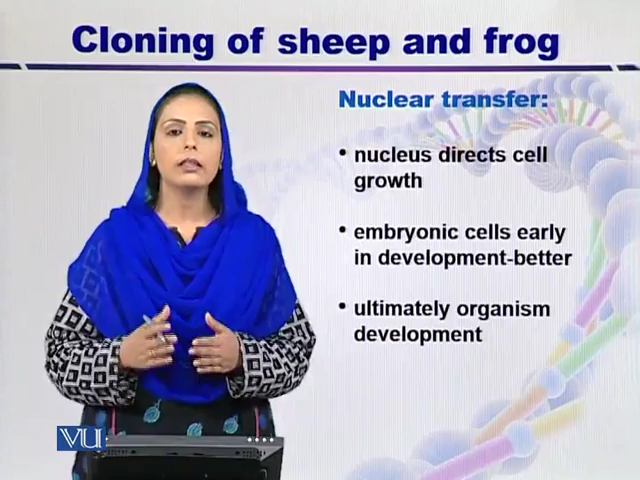 Cloning of sheep and frog
Nuclear transfer:
• nucleus directs cell
growth
• embryonic cells early
in development-better
• ultimately organism
development
VU